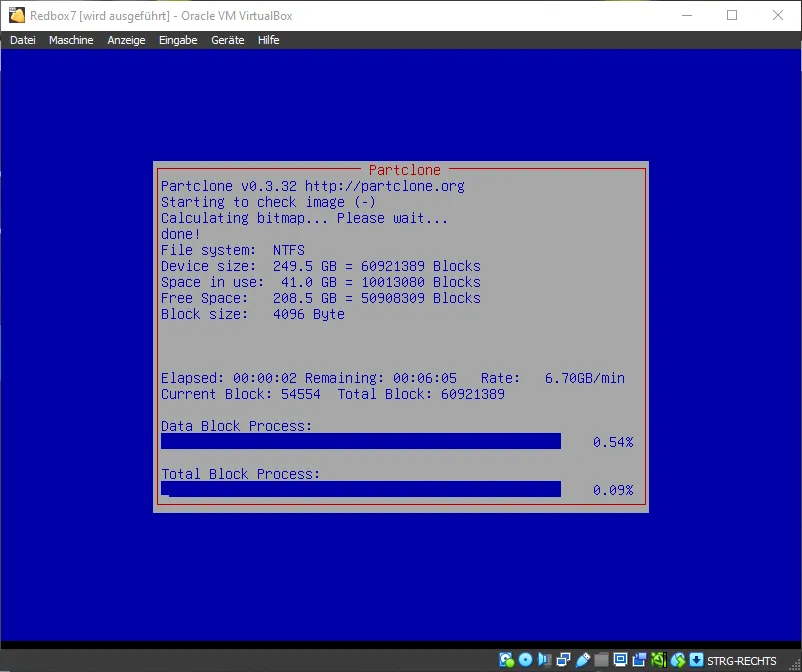 Redbox7 [wird ausgeführt] - Oracle VM VirtualBox
Datei Maschine Anzeige Eingabe Geräte Hilfe
Partclone
Partclone v0.3.32 http://partclone.org
Starting to check image (-)
Calculating bitmap... Please wait...
done!
File system: NTFS
Device size: 249.5 GB = 60921389 Blocks
Space in use: 41.0 GB = 10013080 Blocks
Free Space: 208.5 GB = 50908309 Blocks
Block size: 4096 Byte
Elapsed: 00:00:02 Remaining: 00:06:05 Rate: 6.70GB/min
Current Block: 54554 Total Block: 60921389
Data Block Process:
0.54%
Total Block Process:
0.09%
STRG-RECHTS